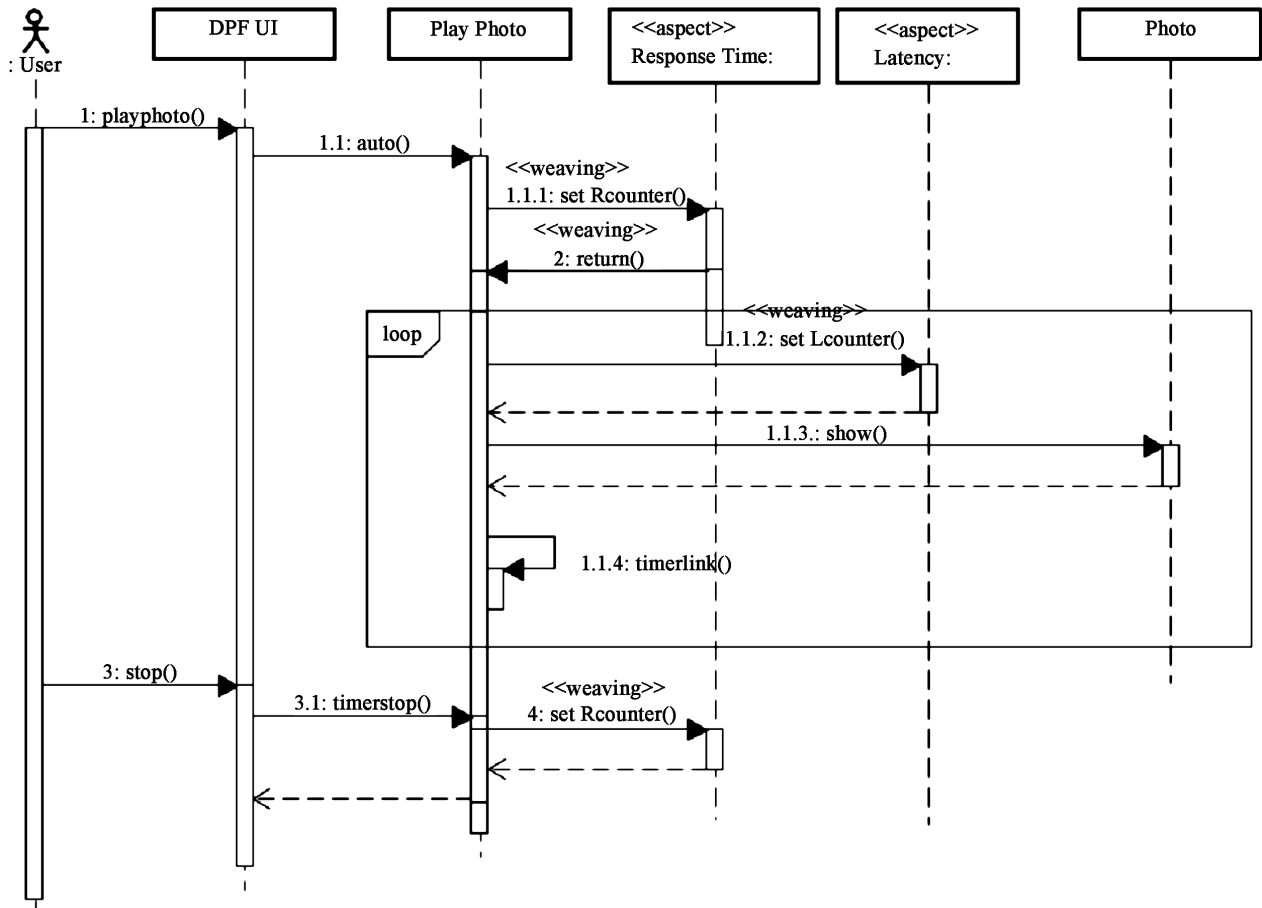 : User
DPF UI
Play Photo
<<aspect>>
Response Time:
<<aspect>>
Latency:
Photo
1: playphoto()
1.1: auto()
<<weaving>>
1.1.1: set Rcounter()
<<weaving>>
2: return()
loop
<<weaving>>
1.1.2: set Lcounter()
1.1.3.: show()
1.1.4: timerlink()
3: stop()
3.1: timerstop()
<<weaving>>
4: set Rcounter()